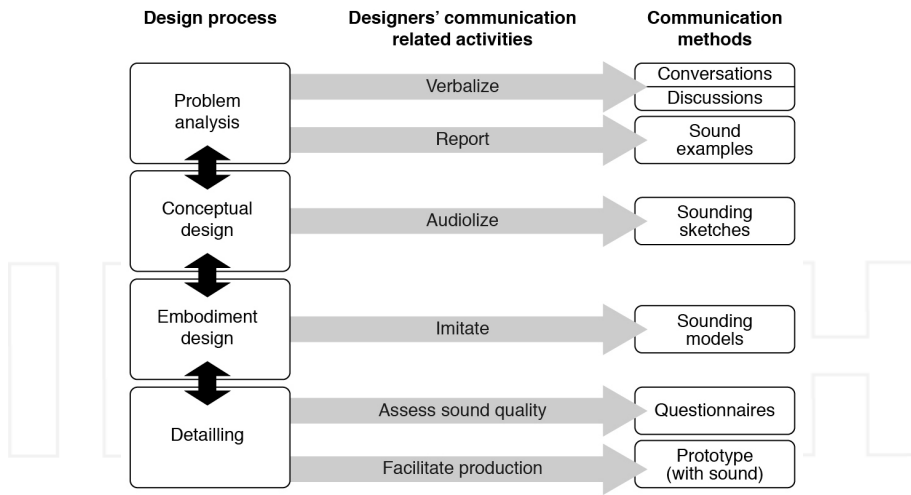 Design process
Designers’ communication
related activities
Communication
methods
Problem
analysis
Verbalize
Conversations
Discussions
Report
Sound
examples
Conceptual
design
Audiolize
Sounding
sketches
Embodiment
design
Imitate
Sounding
models
Detailling
Assess sound quality
Questionnaires
Facilitate production
Prototype
(with sound)